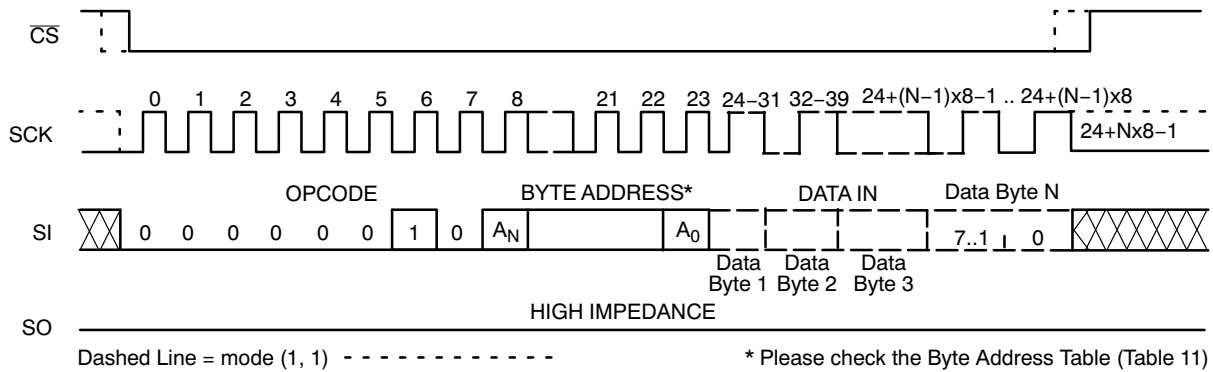 CS
0 1 2 3 4 5 6 7 8 21 22 23 24–31 32–39 24+(N–1)x8–1 .. 24+(N–1)x8
SCK
24+Nx8–1
OPCODE BYTE ADDRESS* DATA IN Data Byte N
SI 0 0 0 0 0 0 1 0 AN A0 7..1 0
Data Byte 1
Data Byte 2
Data Byte 3
HIGH IMPEDANCE
SO
Dashed Line = mode (1, 1) - - - - - - - - - - - - -
* Please check the Byte Address Table (Table 11)